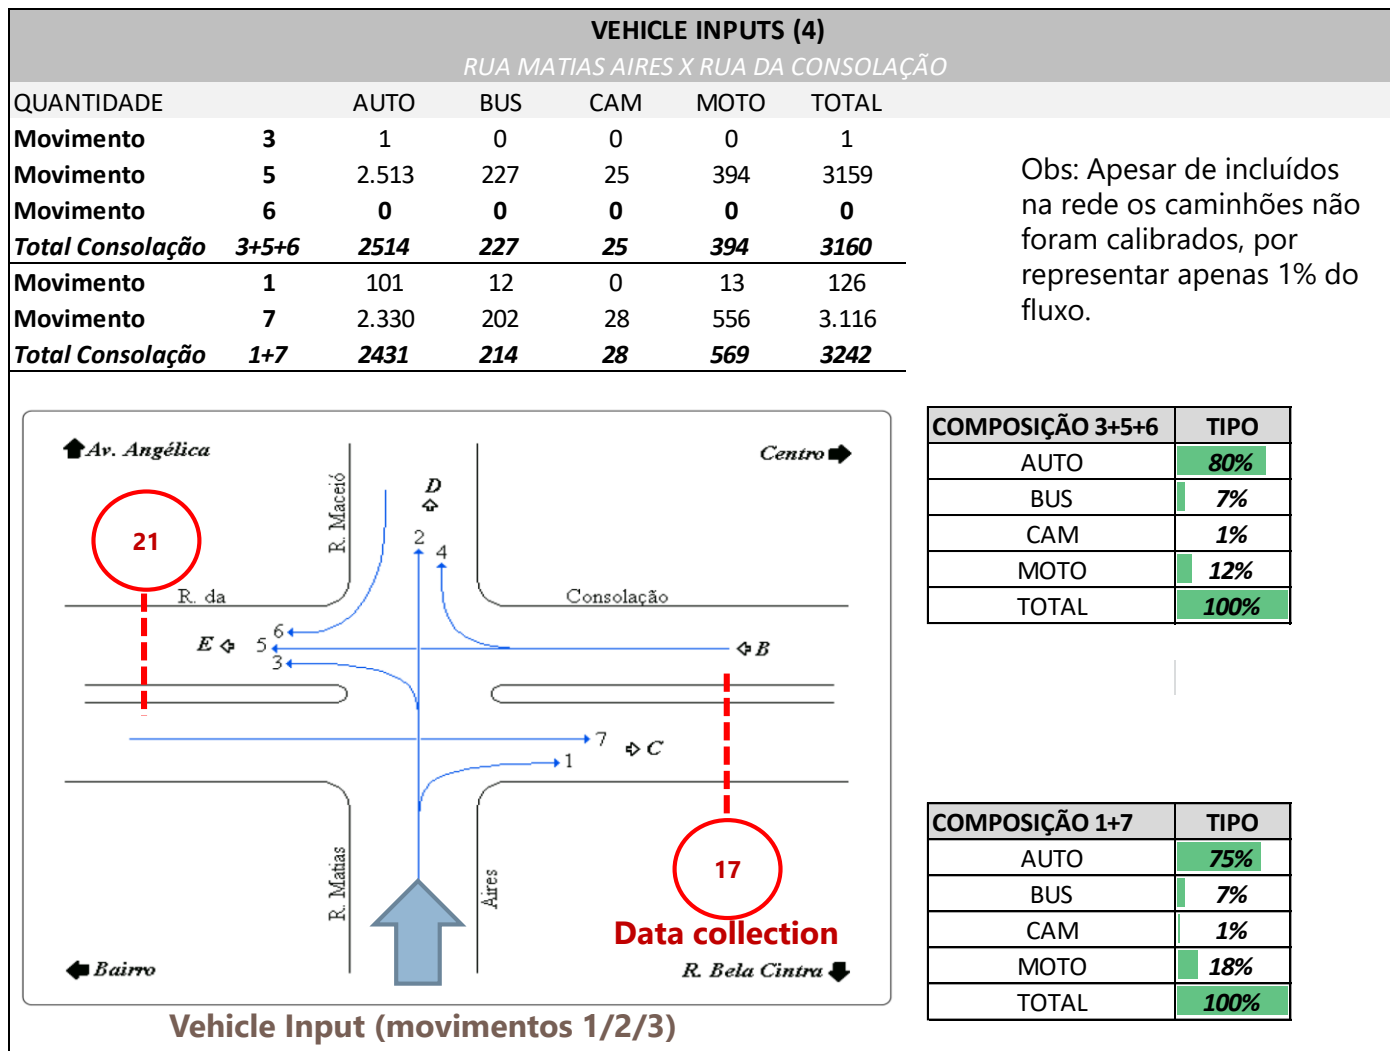 VEHICLE INPUTS (4)
RUA MATIAS AIRES X RUA DA CONSOLAÇÃO
QUANTIDADE AUTO BUS CAM MOTO TOTAL
Movimento 3 1 0 0 0 1
Movimento 5 2.513 227 25 394 3159
Movimento 6 0 0 0 0 0
Total Consolação 3+5+6 2514 227 25 394 3160
Movimento 1 101 12 0 13 126
Movimento 7 2.330 202 28 556 3.116
Total Consolação 1+7 2431 214 28 569 3242
Obs: Apesar de incluídos
na rede os caminhões não
foram calibrados, por
representar apenas 1% do
fluxo.
Av. Angélica
Centro
R. Maceió
D
21
2
4
R. da
Consolação
6
E
5
B
3
7
C
1
R. Matias
Aires
17
Data collection
Bairro
R. Bela Cintra
Vehicle Input (movimentos 1/2/3)
COMPOSIÇÃO 3+5+6 TIPO
AUTO 80%
BUS 7%
CAM 1%
MOTO 12%
TOTAL 100%
COMPOSIÇÃO 1+7 TIPO
AUTO 75%
BUS 7%
CAM 1%
MOTO 18%
TOTAL 100%